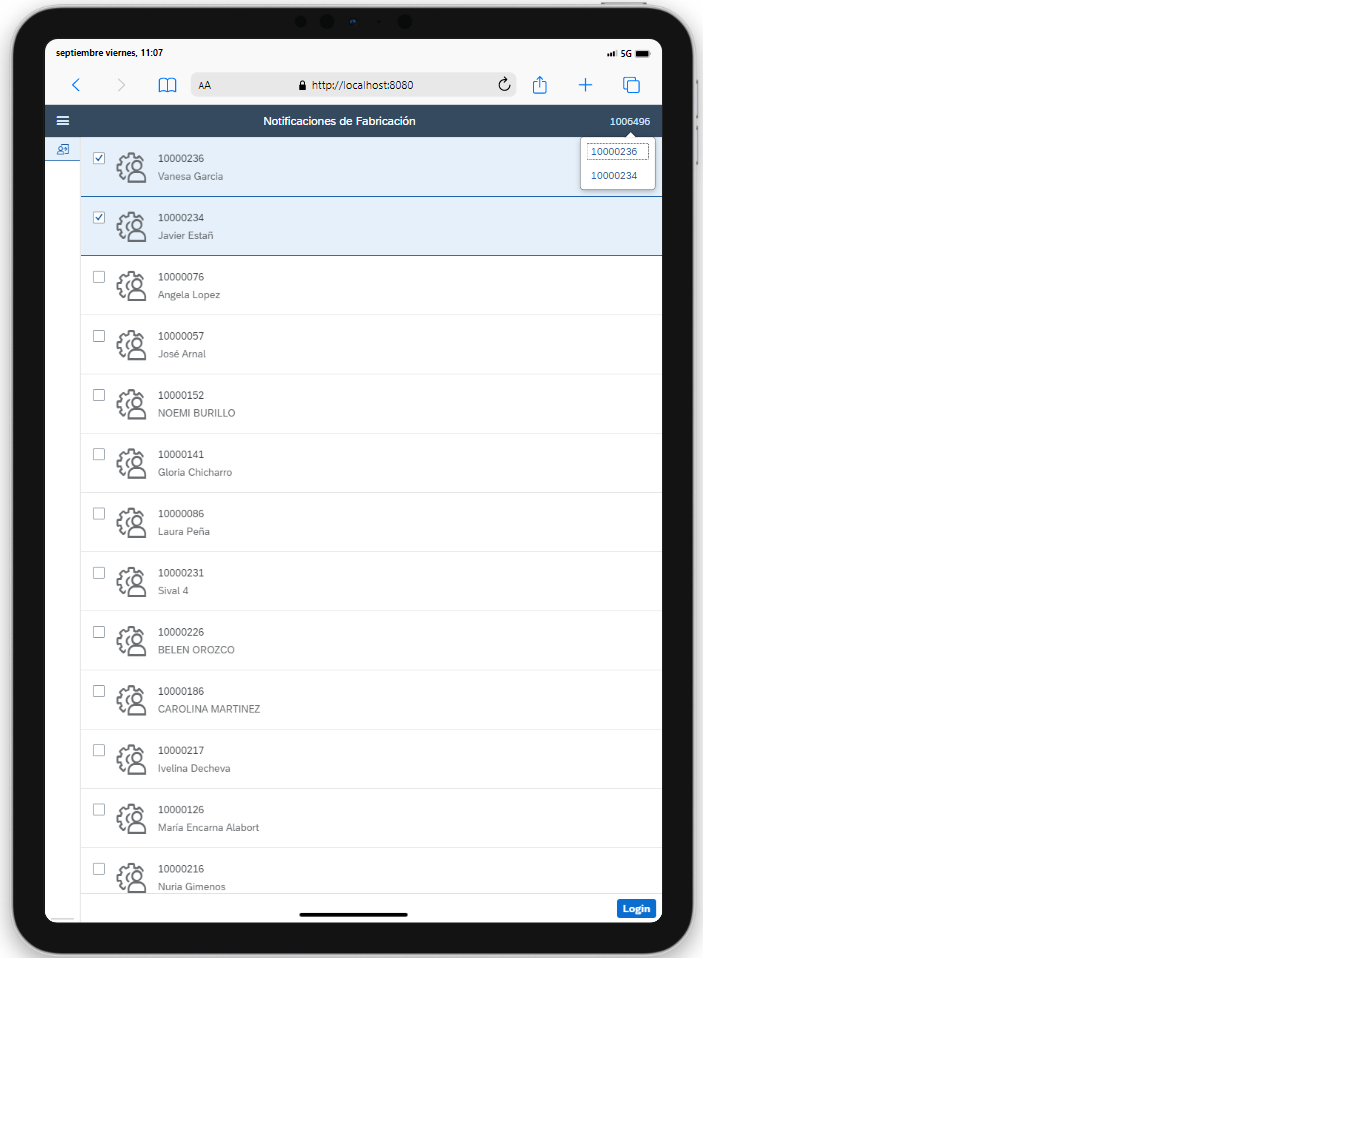 septiembre viernes, 11:07
5G
AA
http://localhost:8080
Notificaciones de Fabricación
1006496
10000236
10000234
10000236
Vanesa Garcia
10000234
Javier Estañ
10000076
Angela Lopez
10000057
José Arnal
10000152
NOEMI BURILLO
10000141
Gloria Chicharro
10000086
Laura Peña
10000231
Sival 4
10000226
BELEN OROZCO
10000186
CAROLINA MARTINEZ
10000217
Ivelina Decheva
10000126
Maria Encarna Alabort
10000216
Nuria Gimenos
Login